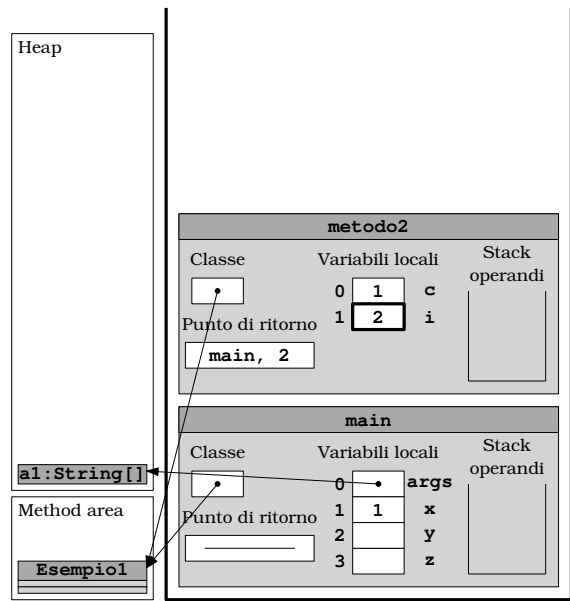 Heap
a1:String[]
Method area
Esempio1
metodo2
Classe
Variabili locali
Stack
operandi
0 1 c
1 2 i
Punto di ritorno
main, 2
main
Classe
Variabili locali
Stack
operandi
0 args
1 1 x
2 y
3 z
Punto di ritorno